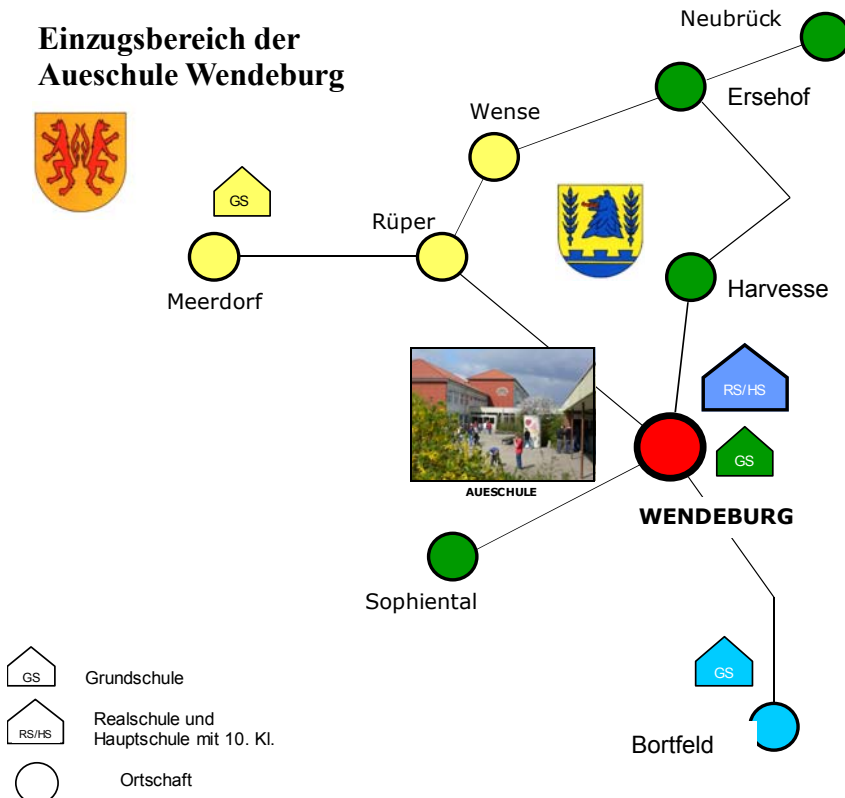 Einzugsbereich der
Aueschule Wendeburg
Neubrück
Ersehof
Wense
GS
Rüper
Meerdorf
Harvesse
RS/HS
GS
AUESCHULE
WENDEBURG
Sophiental
GS
Bortfeld
GS Grundschule
RS/HS Realschule und
Hauptschule mit 10. Kl.
Ortschaft